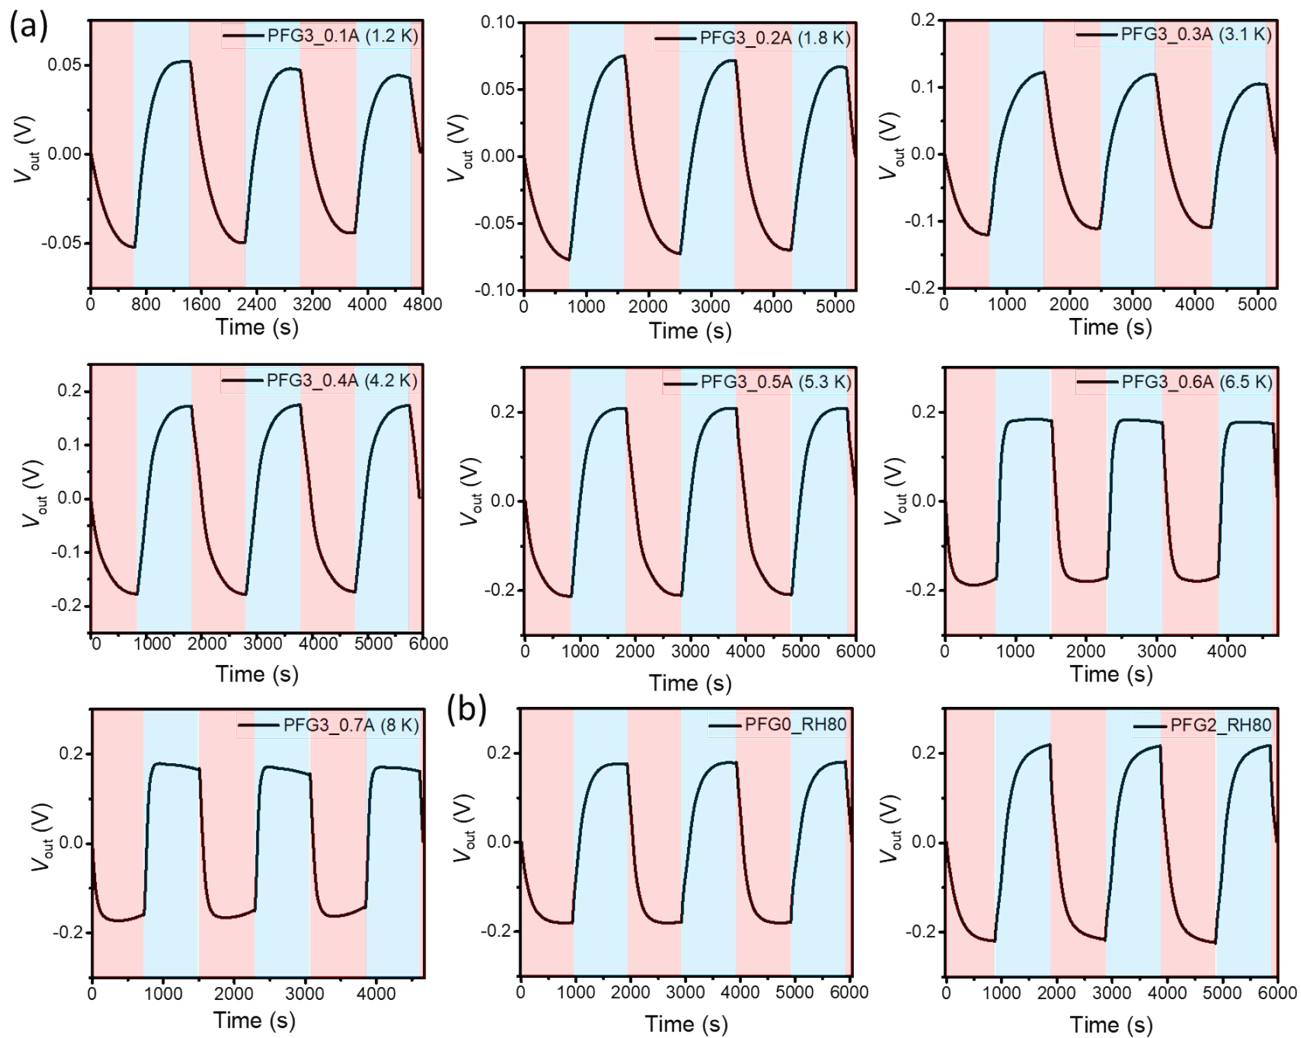 (a)
PFG3_0.1A (1.2 K)
0.05
0.00
-0.05
Vout (V)
0 800 1600 2400 3200 4000 4800
Time (s)
PFG3_0.2A (1.8 K)
0.10
0.05
0.00
-0.05
-0.10
Vout (V)
0 1000 2000 3000 4000 5000
Time (s)
PFG3_0.3A (3.1 K)
0.2
0.1
0.0
-0.1
-0.2
Vout (V)
0 1000 2000 3000 4000 5000
Time (s)
PFG3_0.4A (4.2 K)
0.2
0.1
0.0
-0.1
-0.2
Vout (V)
0 1000 2000 3000 4000 5000 6000
Time (s)
PFG3_0.5A (5.3 K)
0.2
0.0
-0.2
Vout (V)
0 1000 2000 3000 4000 5000 6000
Time (s)
PFG3_0.6A (6.5 K)
0.2
0.0
-0.2
Vout (V)
0 1000 2000 3000 4000
Time (s)
PFG3_0.7A (8 K)
0.2
0.0
-0.2
Vout (V)
0 1000 2000 3000 4000
Time (s)
(b)
PFG0_RH80
0.2
0.0
-0.2
Vout (V)
0 1000 2000 3000 4000 5000 6000
Time (s)
PFG2_RH80
0.2
0.0
-0.2
Vout (V)
0 1000 2000 3000 4000 5000 6000
Time (s)